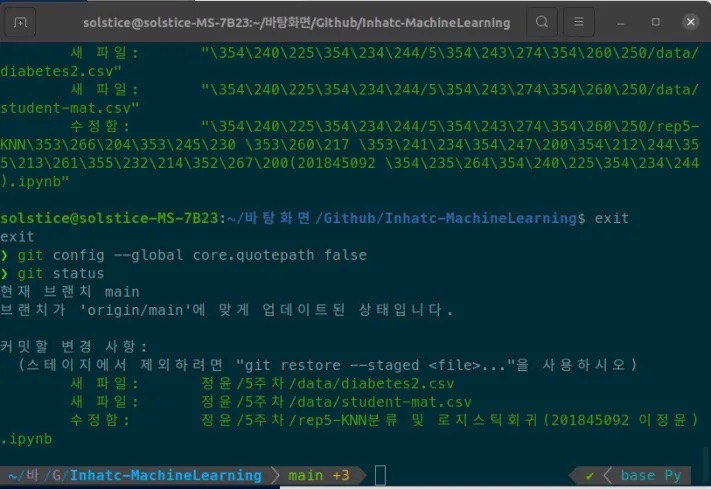 solstice@solstice-MS-7B23:~/바탕화면/Github/Inhatc-MachineLearning
새 파일: "\354\240\225\354\234\244/5\354\243\274\354\260\250/data/
diabetes2.csv"
새 파일: "\354\240\225\354\234\244/5\354\243\274\354\260\250/data/
student-mat.csv"
수정함: "\354\240\225\354\234\244/5\354\243\274\354\260\250/rep5-
KNN\353\266\204\353\245\230 \353\260\217 \353\241\234\354\247\200\354\212\244\35
5\213\261\355\232\214\352\267\200(201845092 \354\235\264\354\240\225\354\234\244
).ipynb"
solstice@solstice-MS-7B23:~/바탕화면/Github/Inhatc-MachineLearning$ exit
exit
❯ git config --global core.quotepath false
❯ git status
현재 브랜치 main
브랜치가 'origin/main'에 맞게 업데이트된 상태입니다.
커밋할 변경 사항:
(스테이지에서 제외하려면 "git restore --staged <file>..."을 사용하시오)
새 파일: 정윤/5주차/data/diabetes2.csv
새 파일: 정윤/5주차/data/student-mat.csv
수정함: 정윤/5주차/rep5-KNN분류 및 로지스틱회귀(201845092 이정윤)
.ipynb
~/바/G/Inhatc-MachineLearning main +3 ✔ base Py